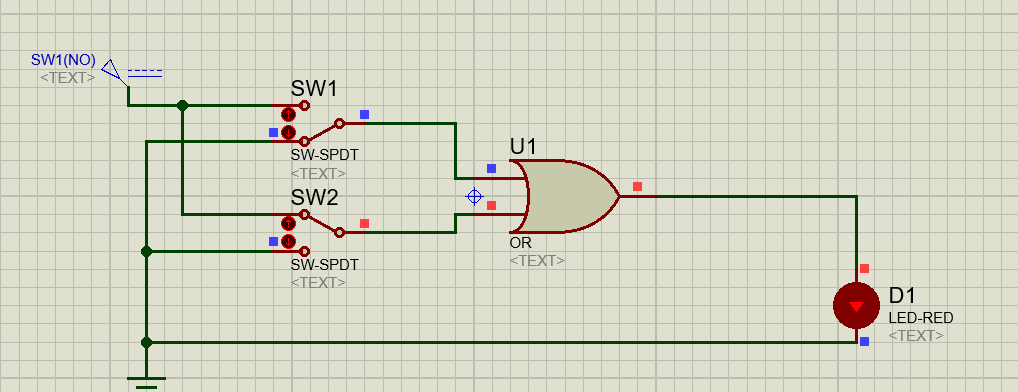 SW1(NO)
<TEXT>
SW1
SW-SPDT
<TEXT>
SW2
SW-SPDT
<TEXT>
U1
OR
<TEXT>
D1
LED-RED
<TEXT>